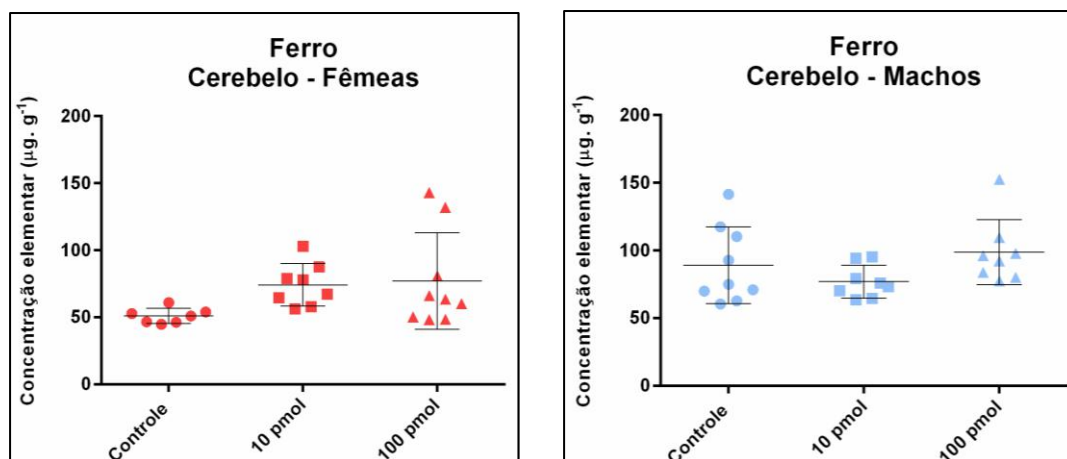 Ferro
Cerebelo - Fêmeas
Concentração elementar (µg. g⁻¹)
200
150
100
50
0
Controle
10 pmol
100 pmol
Ferro
Cerebelo - Machos
Concentração elementar (µg. g⁻¹)
200
150
100
50
0
Controle
10 pmol
100 pmol